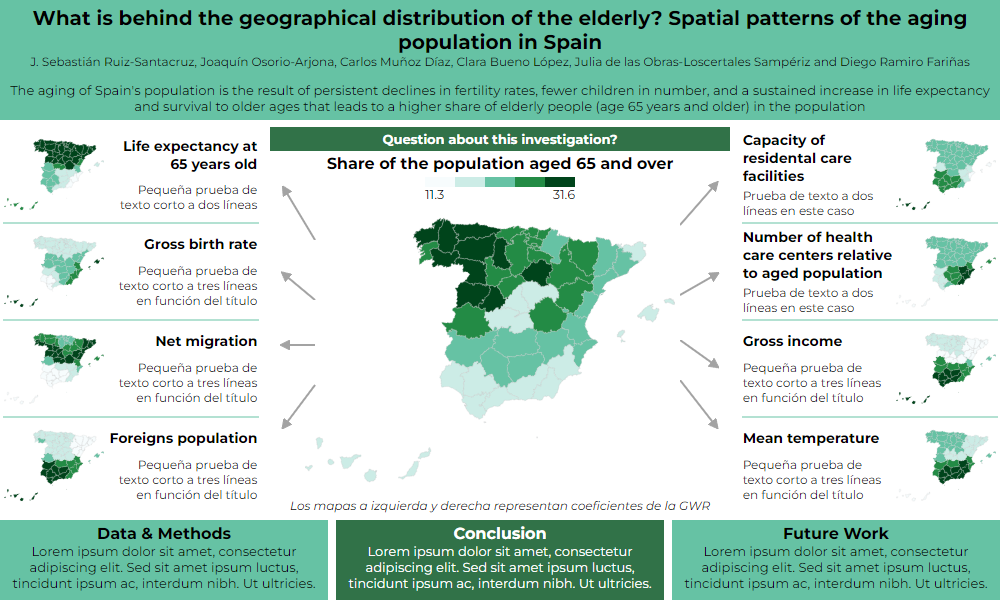 What is behind the geographical distribution of the elderly? Spatial patterns of the aging
population in Spain
J. Sebastián Ruiz-Santacruz, Joaquín Osorio-Arjona, Carlos Muñoz Díaz, Clara Bueno López, Julia de las Obras-Loscertales Sampériz and Diego Ramiro Fariñas
The aging of Spain's population is the result of persistent declines in fertility rates, fewer children in number, and a sustained increase in life expectancy
and survival to older ages that leads to a higher share of elderly people (age 65 years and older) in the population
Life expectancy at
65 years old
Pequeña prueba de
texto corto a dos líneas
Gross birth rate
Pequeña prueba de
texto corto a tres líneas
en función del título
Net migration
Pequeña prueba de
texto corto a tres líneas
en función del título
Foreigns population
Pequeña prueba de
texto corto a tres líneas
en función del título
Question about this investigation?
Share of the population aged 65 and over
11.3 31.6
Los mapas a izquierda y derecha representan coeficientes de la GWR
Capacity of
residental care
facilities
Prueba de texto a dos
líneas en este caso
Number of health
care centers relative
to aged population
Prueba de texto a dos
líneas en este caso
Gross income
Pequeña prueba de
texto corto a tres líneas
en función del título
Mean temperature
Pequeña prueba de
texto corto a tres líneas
en función del título
Data & Methods
Lorem ipsum dolor sit amet, consectetur
adipiscing elit. Sed sit amet ipsum luctus,
tincidunt ipsum ac, interdum nibh. Ut ultricies.
Conclusion
Lorem ipsum dolor sit amet, consectetur
adipiscing elit. Sed sit amet ipsum luctus,
tincidunt ipsum ac, interdum nibh. Ut ultricies.
Future Work
Lorem ipsum dolor sit amet, consectetur
adipiscing elit. Sed sit amet ipsum luctus,
tincidunt ipsum ac, interdum nibh. Ut ultricies.